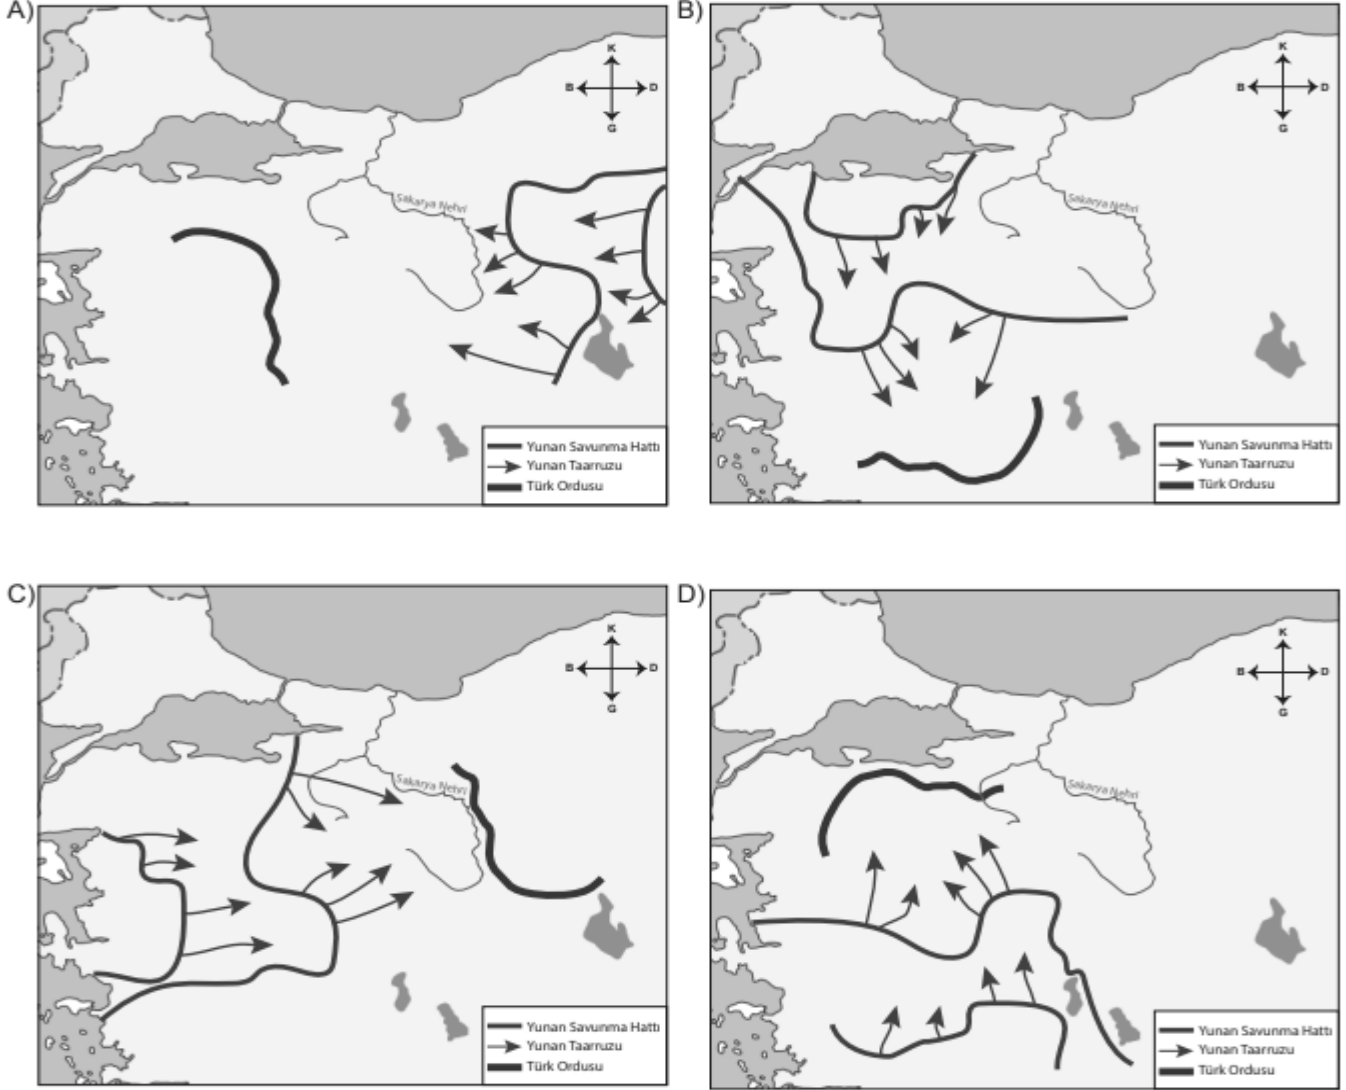 A)
K
B D
G
Sakarya Nehri
Yunan Savunma Hattı
Yunan Taarruzu
Türk Ordusu
B)
K
B D
G
Sakarya Nehri
Yunan Savunma Hattı
Yunan Taarruzu
Türk Ordusu
C)
K
B D
G
Sakarya Nehri
Yunan Savunma Hattı
Yunan Taarruzu
Türk Ordusu
D)
K
B D
G
Sakarya Nehri
Yunan Savunma Hattı
Yunan Taarruzu
Türk Ordusu